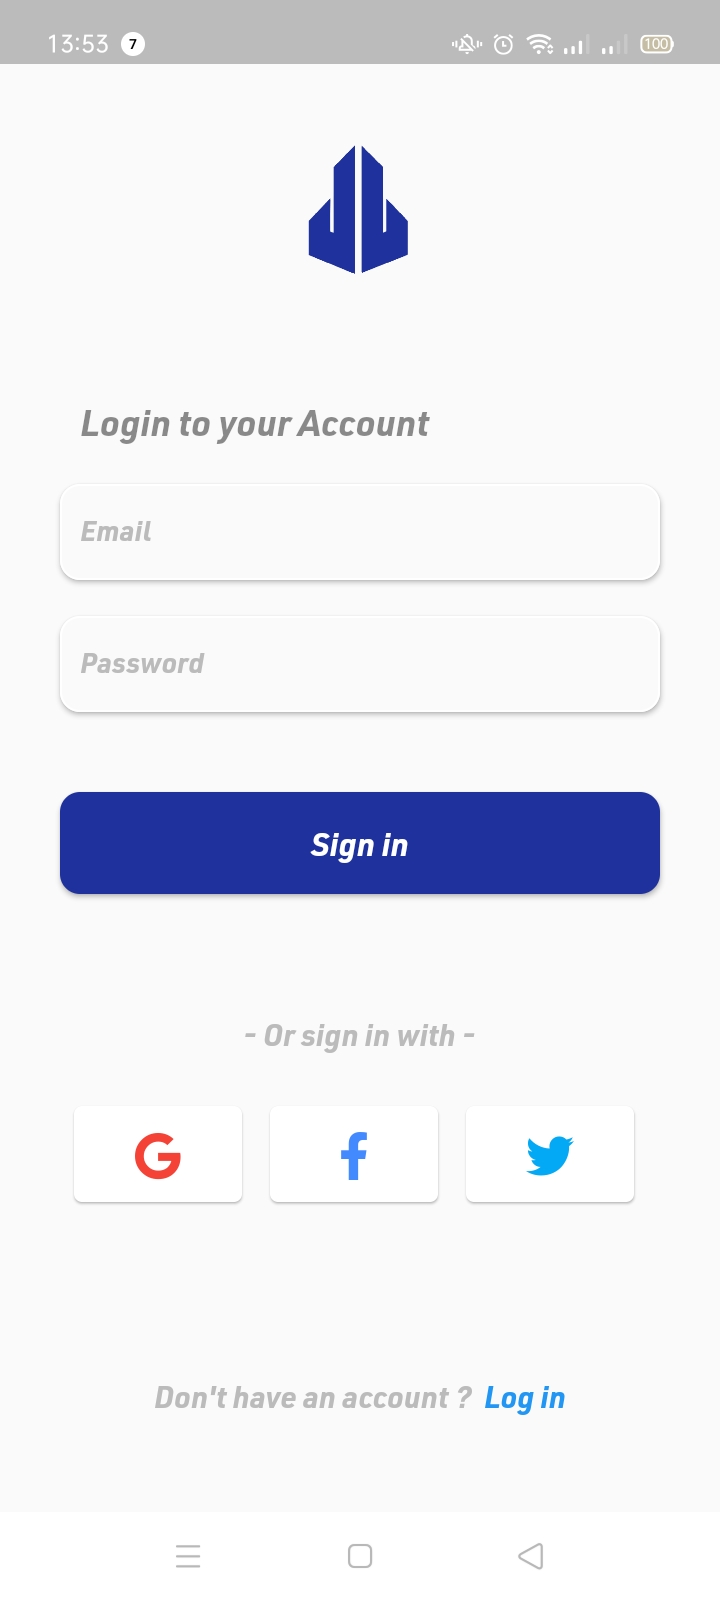 13:53 7 100
Login to your Account
Email
Password
Sign in
- Or sign in with -
Don't have an account ? Log in